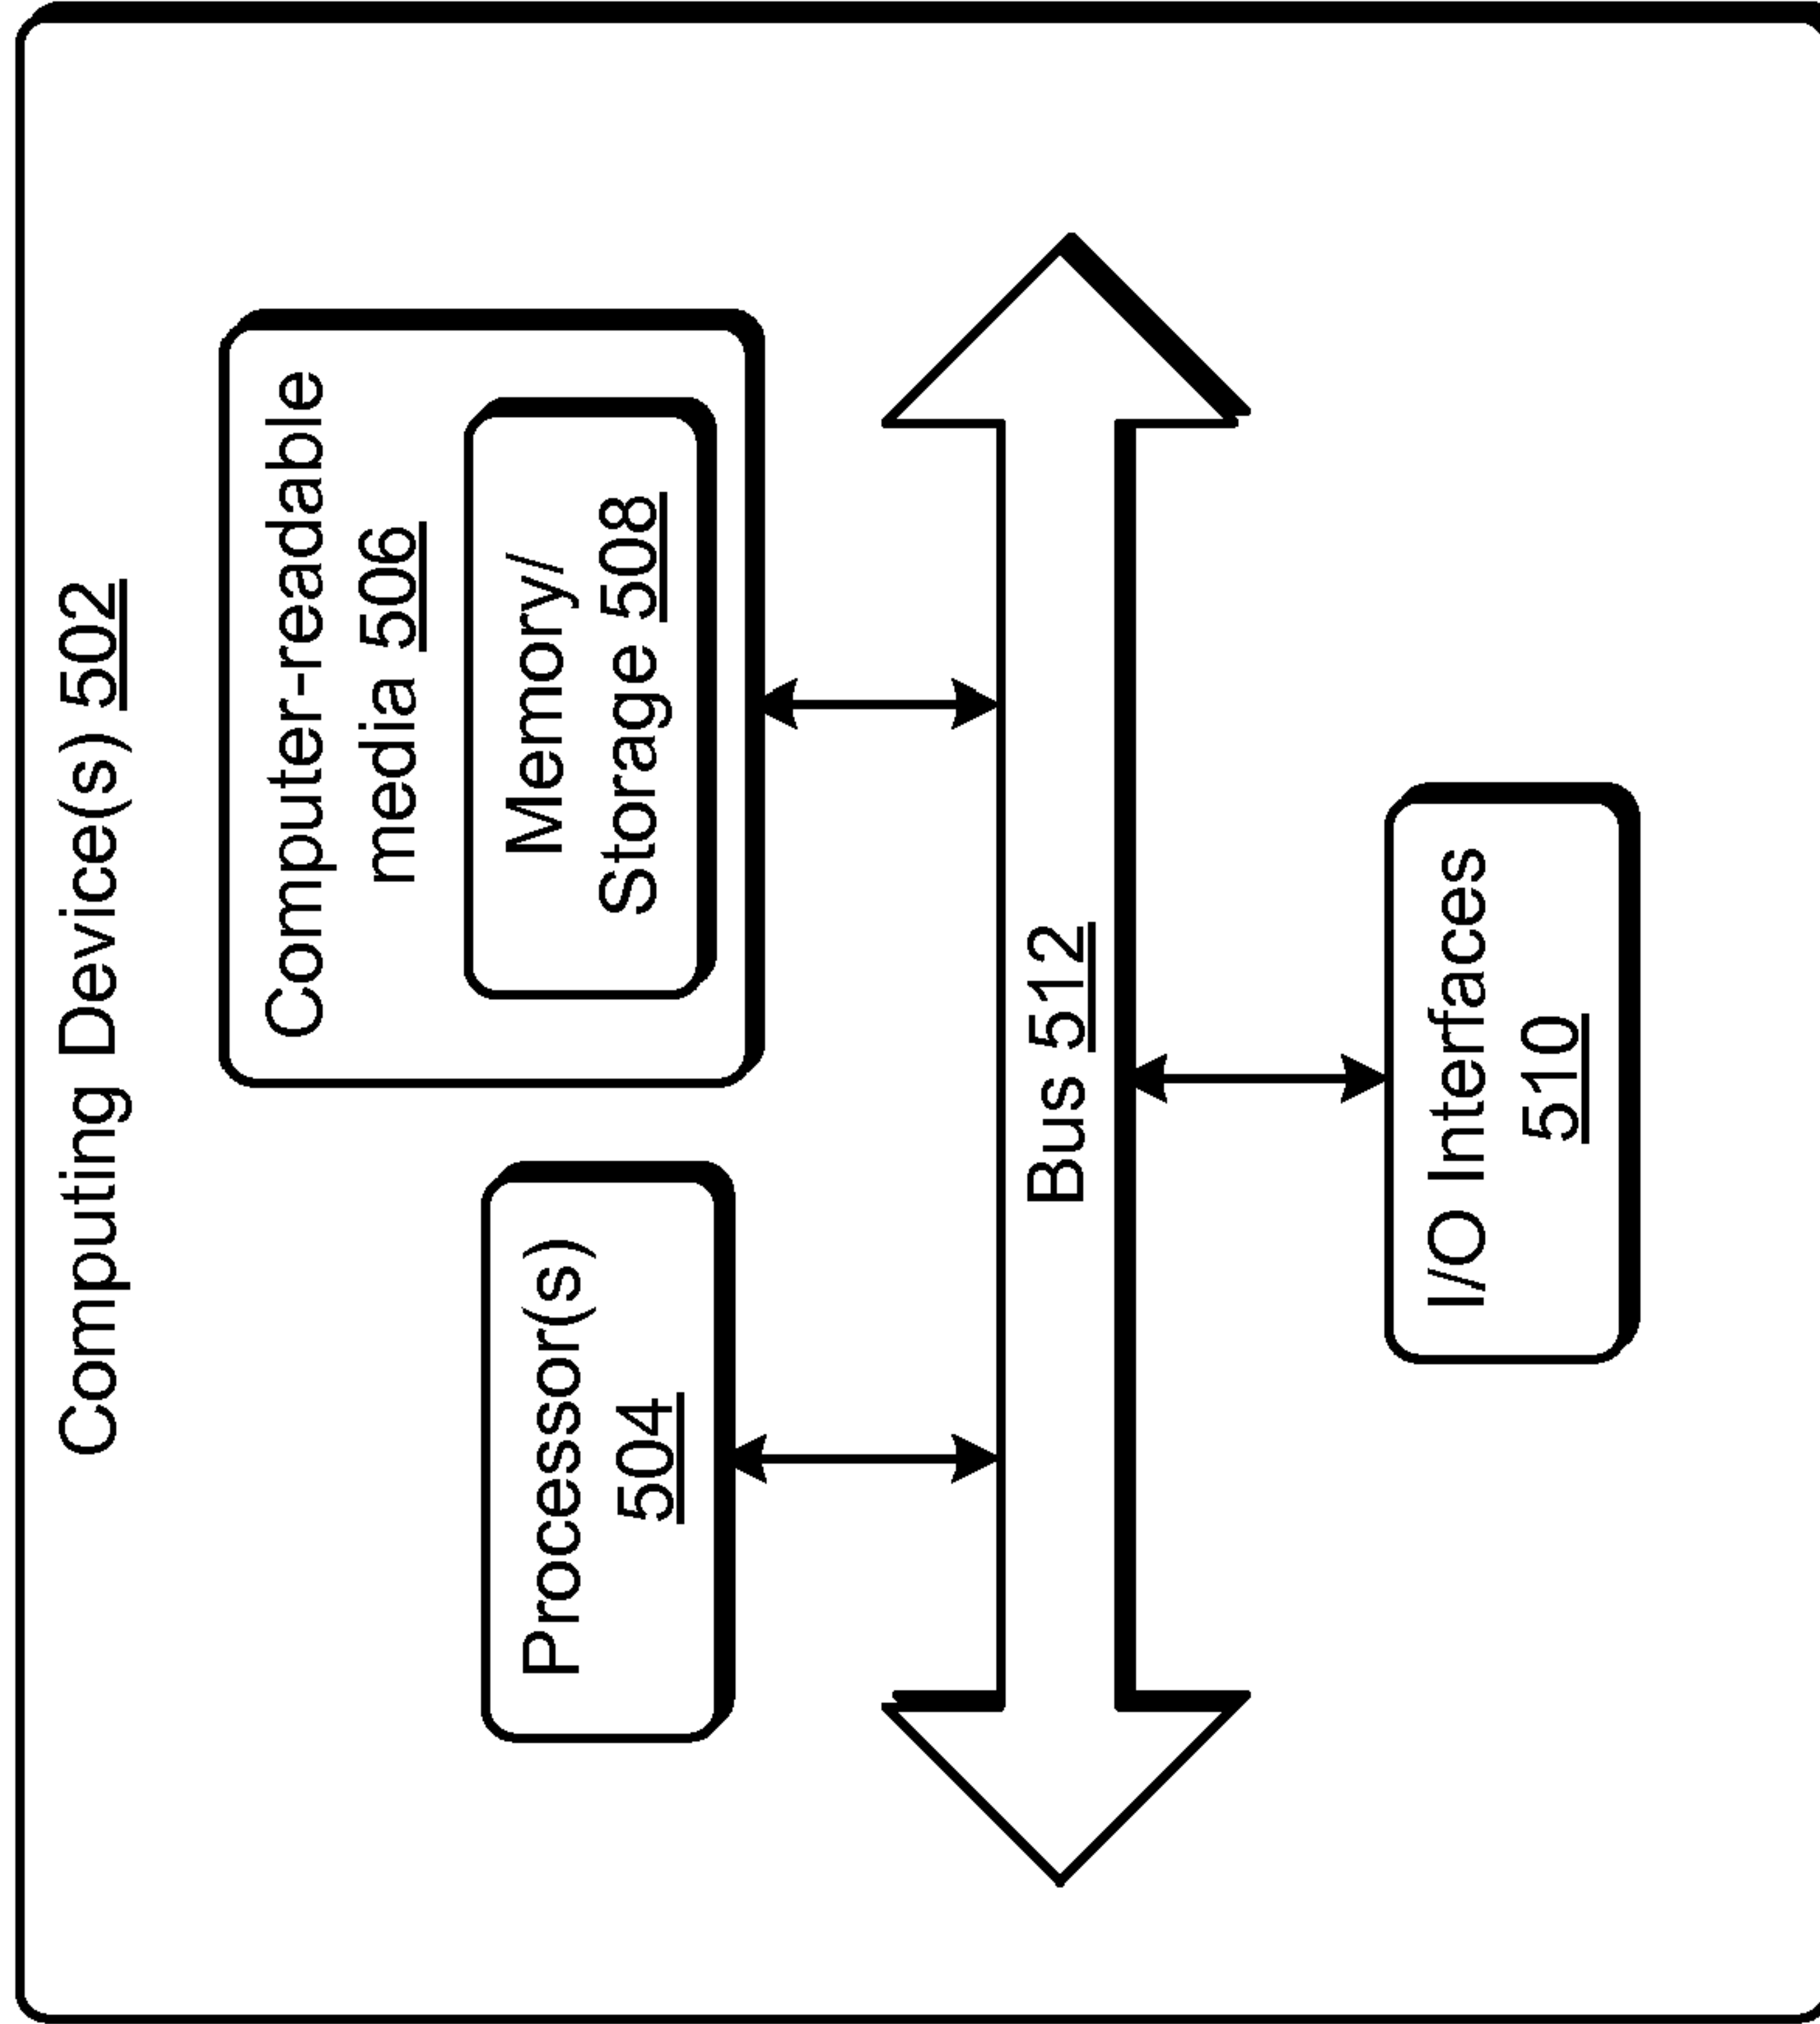 Computing Device(s) 502
Computer-readable
media 506
Memory/
Storage 508
Processor(s)
504
Bus 512
I/O Interfaces
510